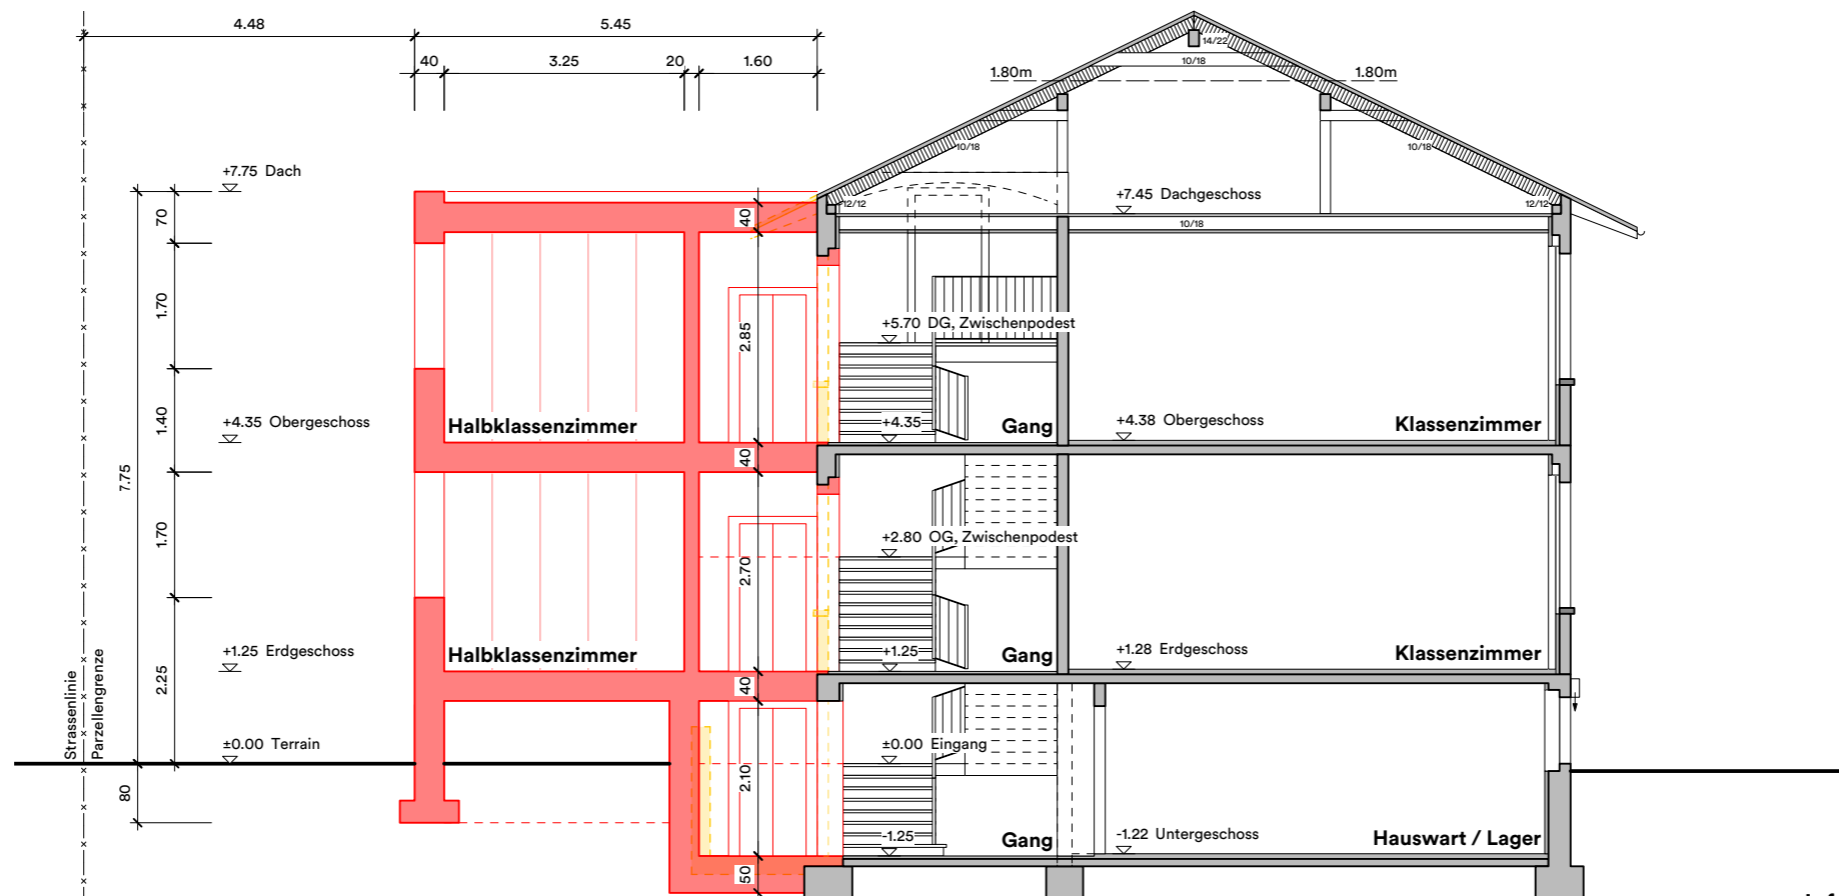 4.48
5.45
40
3.25
20
1.60
14/22
10/18
1.80m
1.80m
10/18
10/18
+7.75 Dach
+7.45 Dachgeschoss
12/12
12/12
10/18
70
40
1.70
2.85
+5.70 DG, Zwischenpodest
1.40
+4.35 Obergeschoss
Halbklassenzimmer
+4.35
Gang
+4.38 Obergeschoss
Klassenzimmer
7.75
40
1.70
2.70
+2.80 OG, Zwischenpodest
2.25
+1.25 Erdgeschoss
Halbklassenzimmer
+1.25
Gang
+1.28 Erdgeschoss
Klassenzimmer
40
Strassenlinie
Parzellengrenze
±0.00 Terrain
±0.00 Eingang
80
2.10
-1.25
Gang
-1.22 Untergeschoss
Hauswart / Lager
50